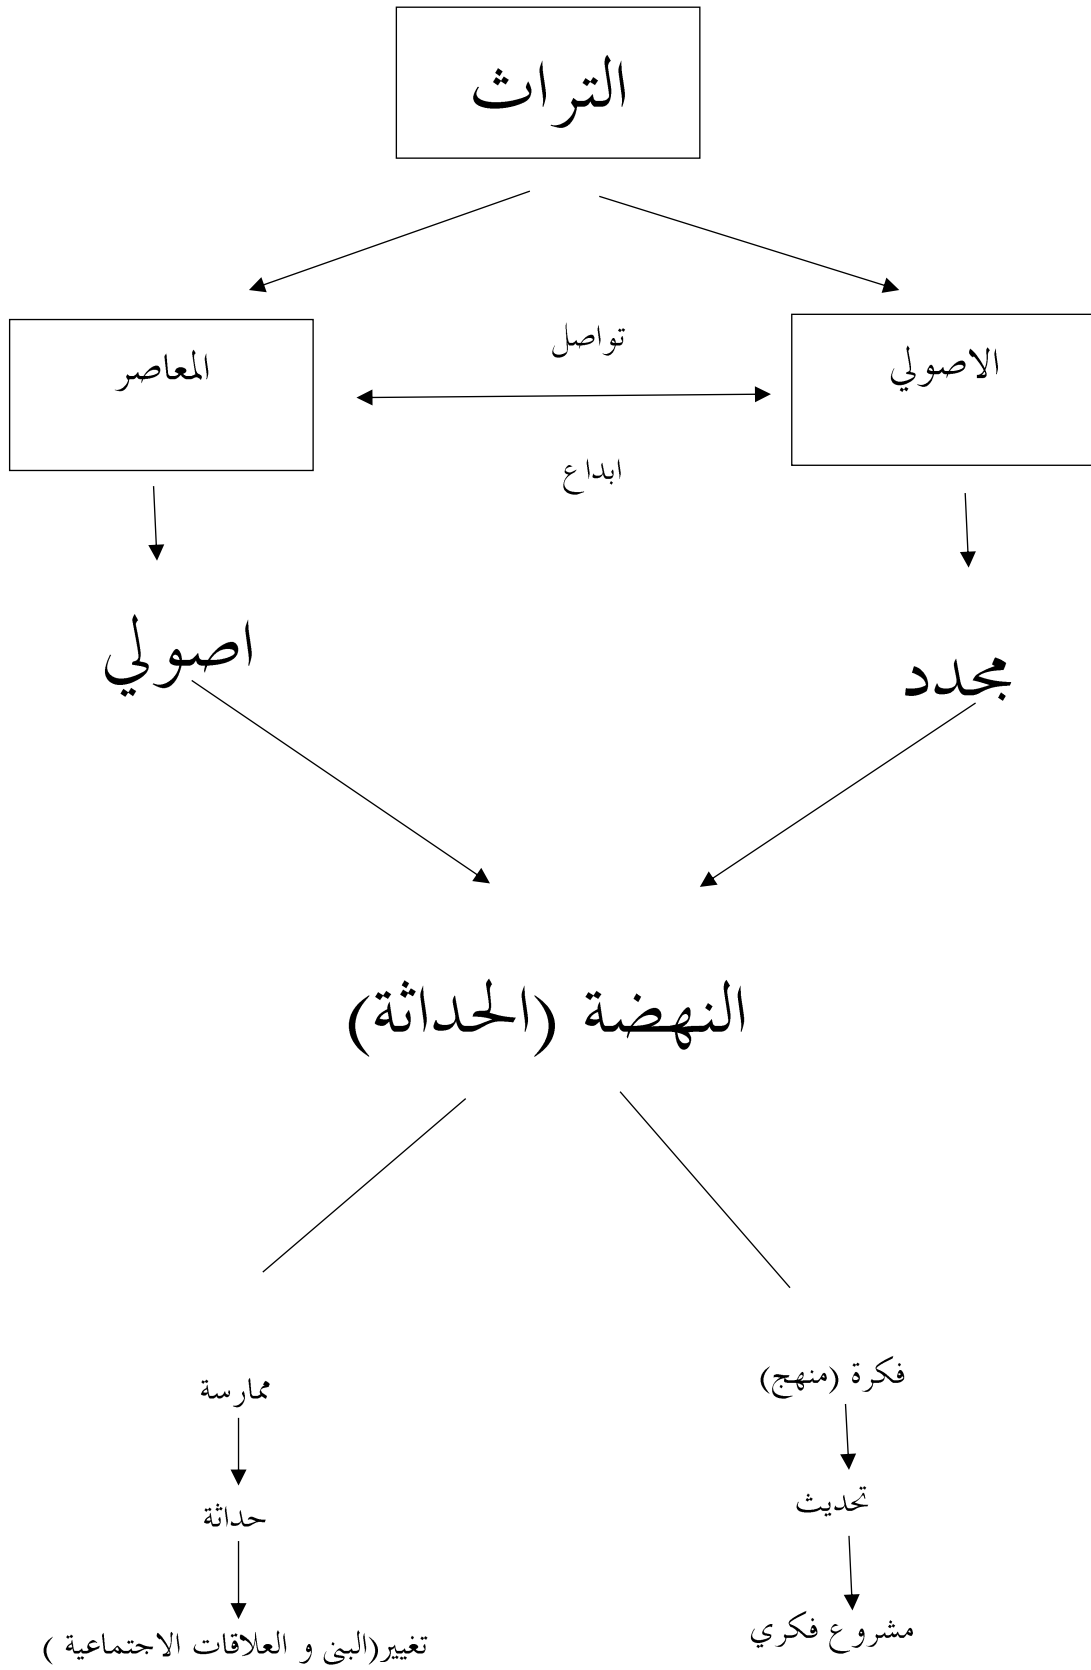 التراث
تواصل
الاصولي
المعاصر
ابداع
مجدد
اصولي
النهضة (الحداثة)
فكرة (منهج)
ممارسة
تحديث
حداثة
مشروع فكري
تغيير(البنى و العلاقات الاجتماعية )